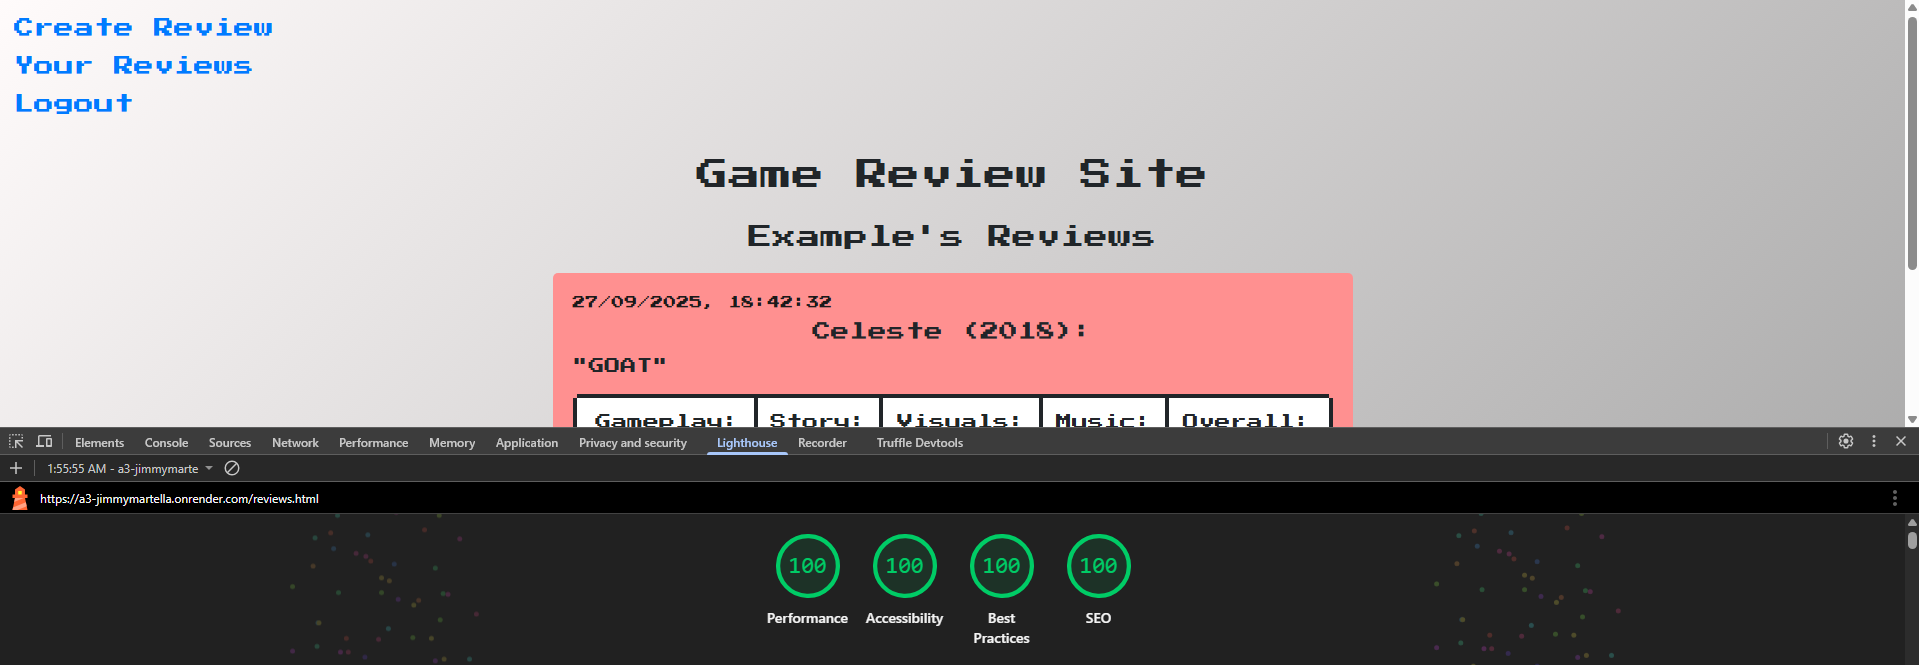 Create Review
Your Reviews
Logout
Game Review Site
Example's Reviews
27/09/2025, 18:42:32
Celeste (2018):
"GOAT"
Gameplay: Story: Visuals: Music: Overall:
Elements Console Sources Network Performance Memory Application Privacy and security Lighthouse Recorder Truffle Devtools
1:55:55 AM - a3-jimmymarte
https://a3-jimmymartella.onrender.com/reviews.html
100 100 100 100
Performance Accessibility Best Practices SEO